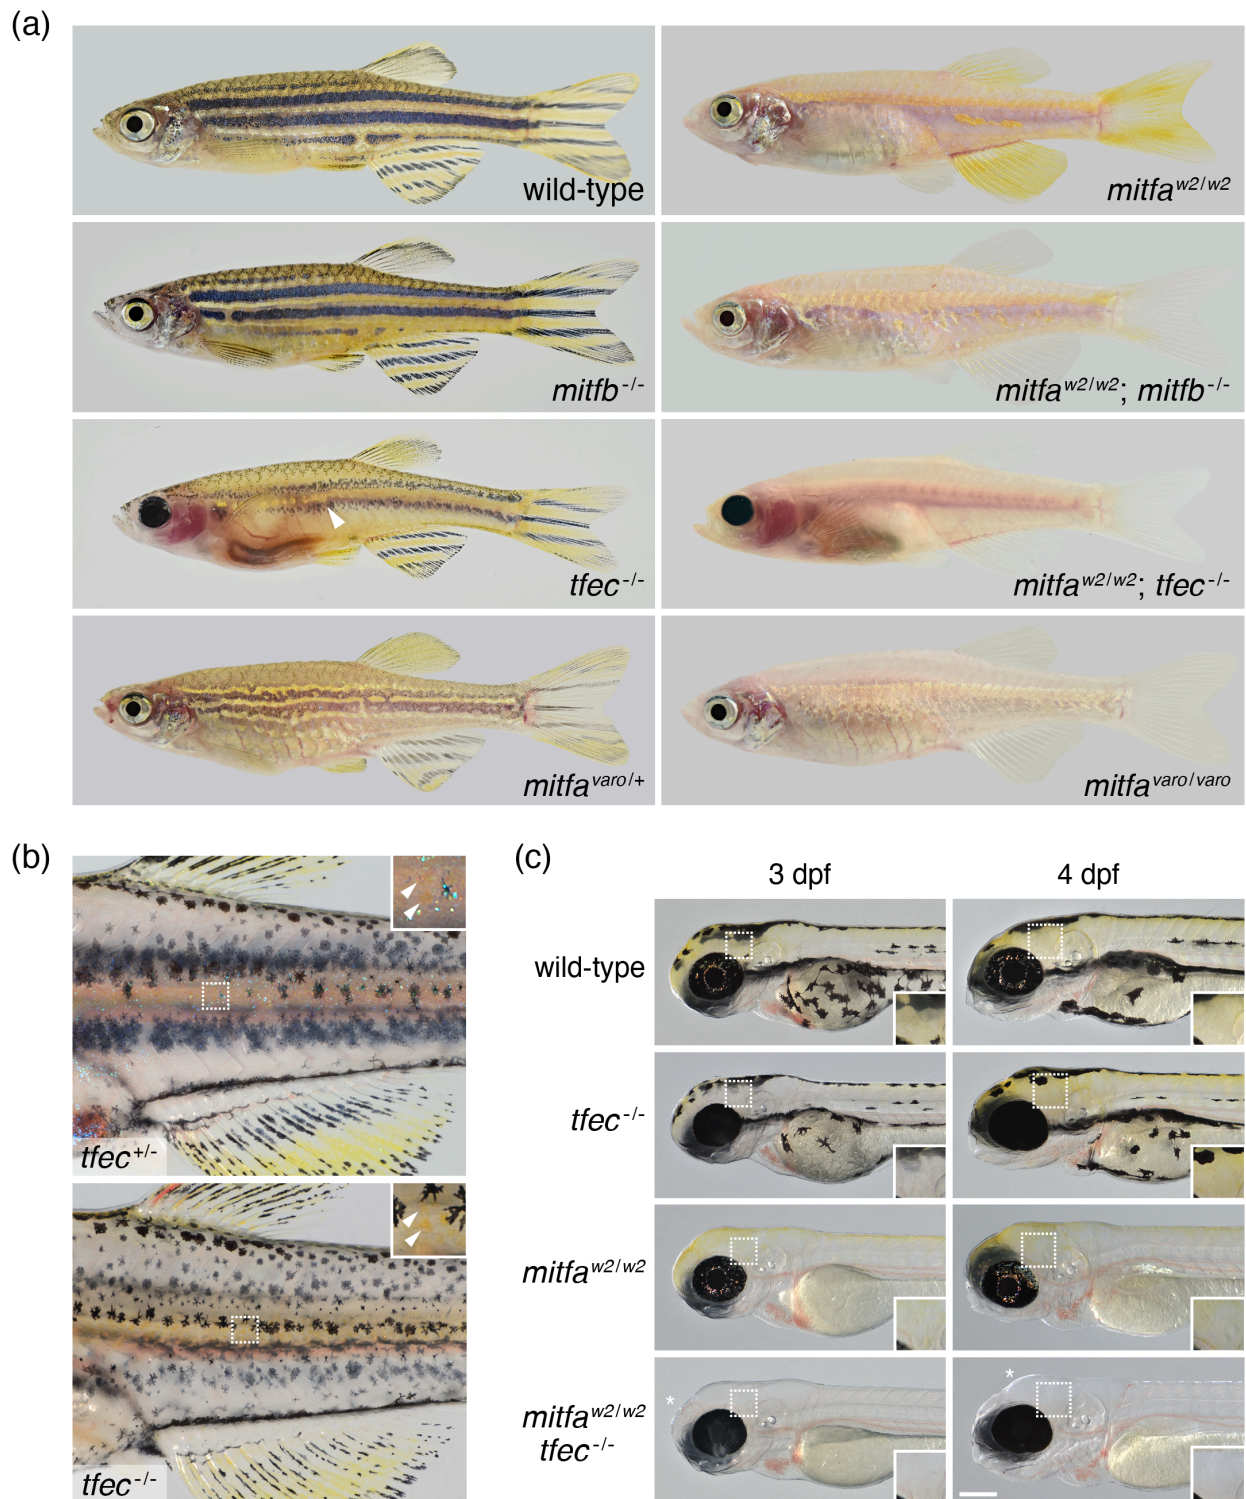 (a)
wild-type
mitfa^w2/w2
mitfb^-/-
mitfa^w2/w2; mitfb^-/-
tfec^-/-
mitfa^w2/w2; tfec^-/-
mitfa^varo/+
mitfa^varo/varo
(b)
tfec^+/-
tfec^-/-
(c)
3 dpf
4 dpf
wild-type
tfec^-/-
mitfa^w2/w2
*
*
mitfa^w2/w2
tfec^-/-